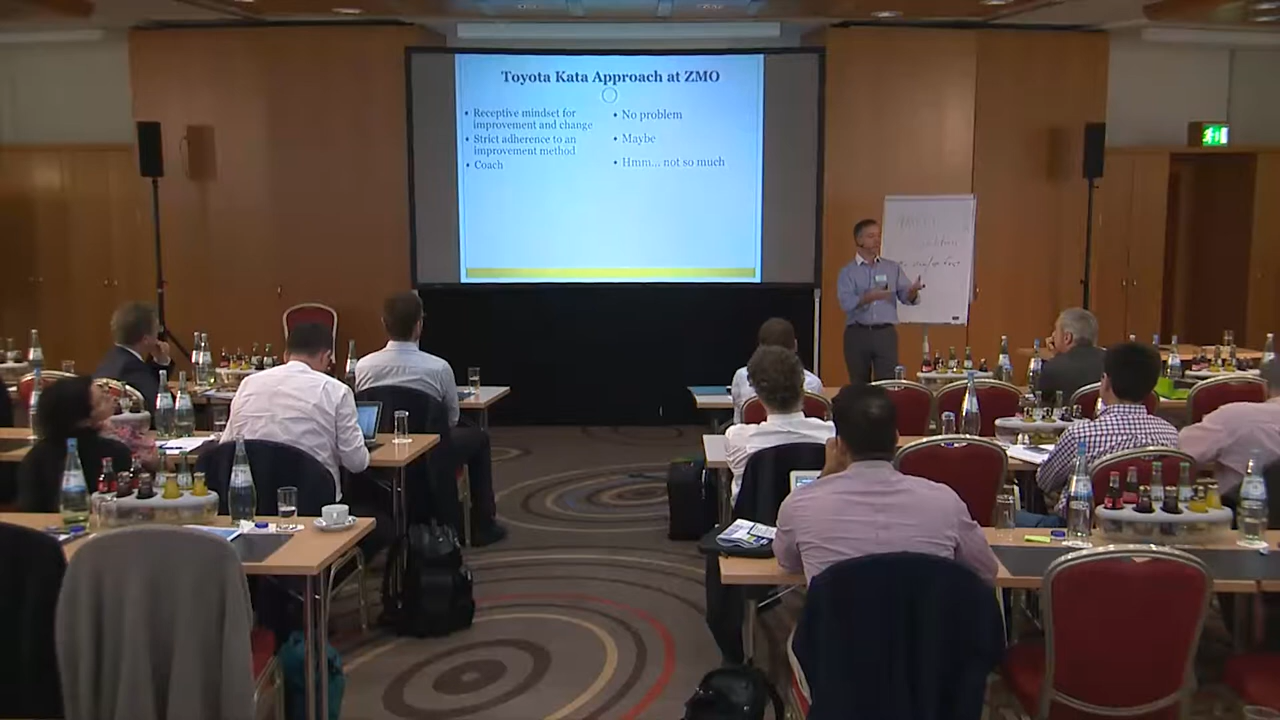 Toyota Kata Approach at ZMO
• Receptive mindset for
improvement and change
• Strict adherence to an
improvement method
• Coach
• No problem
• Maybe
• Hmm... not so much